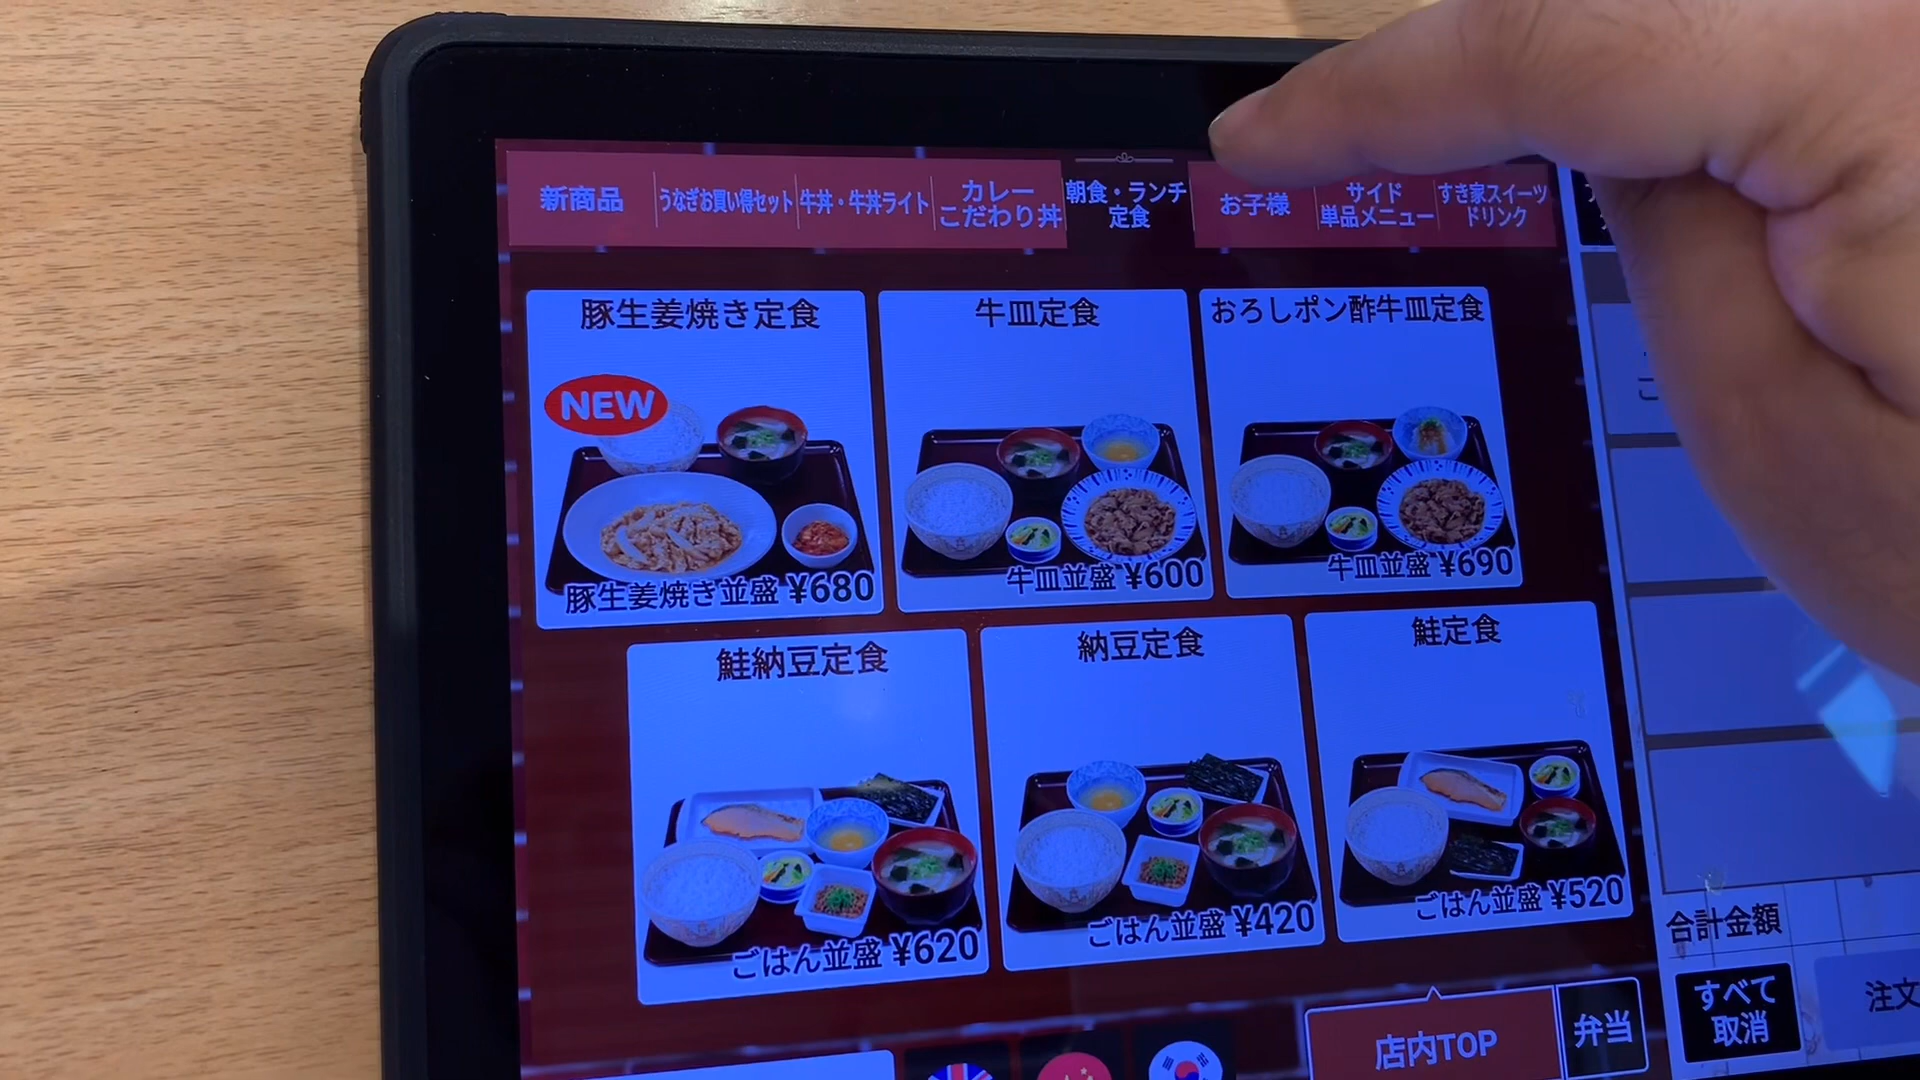 新商品
うなぎお買い得セット
牛丼・牛丼ライト
カレー
こだわり丼
朝食・ランチ
定食
お子様
サイド
単品メニュー
すき家スイーツ
ドリンク
豚生姜焼き定食
NEW
豚生姜焼き並盛 ¥680
牛皿定食
牛皿並盛 ¥600
おろしポン酢牛皿定食
牛皿並盛 ¥690
鮭納豆定食
ごはん並盛 ¥620
納豆定食
ごはん並盛 ¥420
鮭定食
ごはん並盛 ¥520
合計金額
すべて
取消
注文
店内TOP
弁当